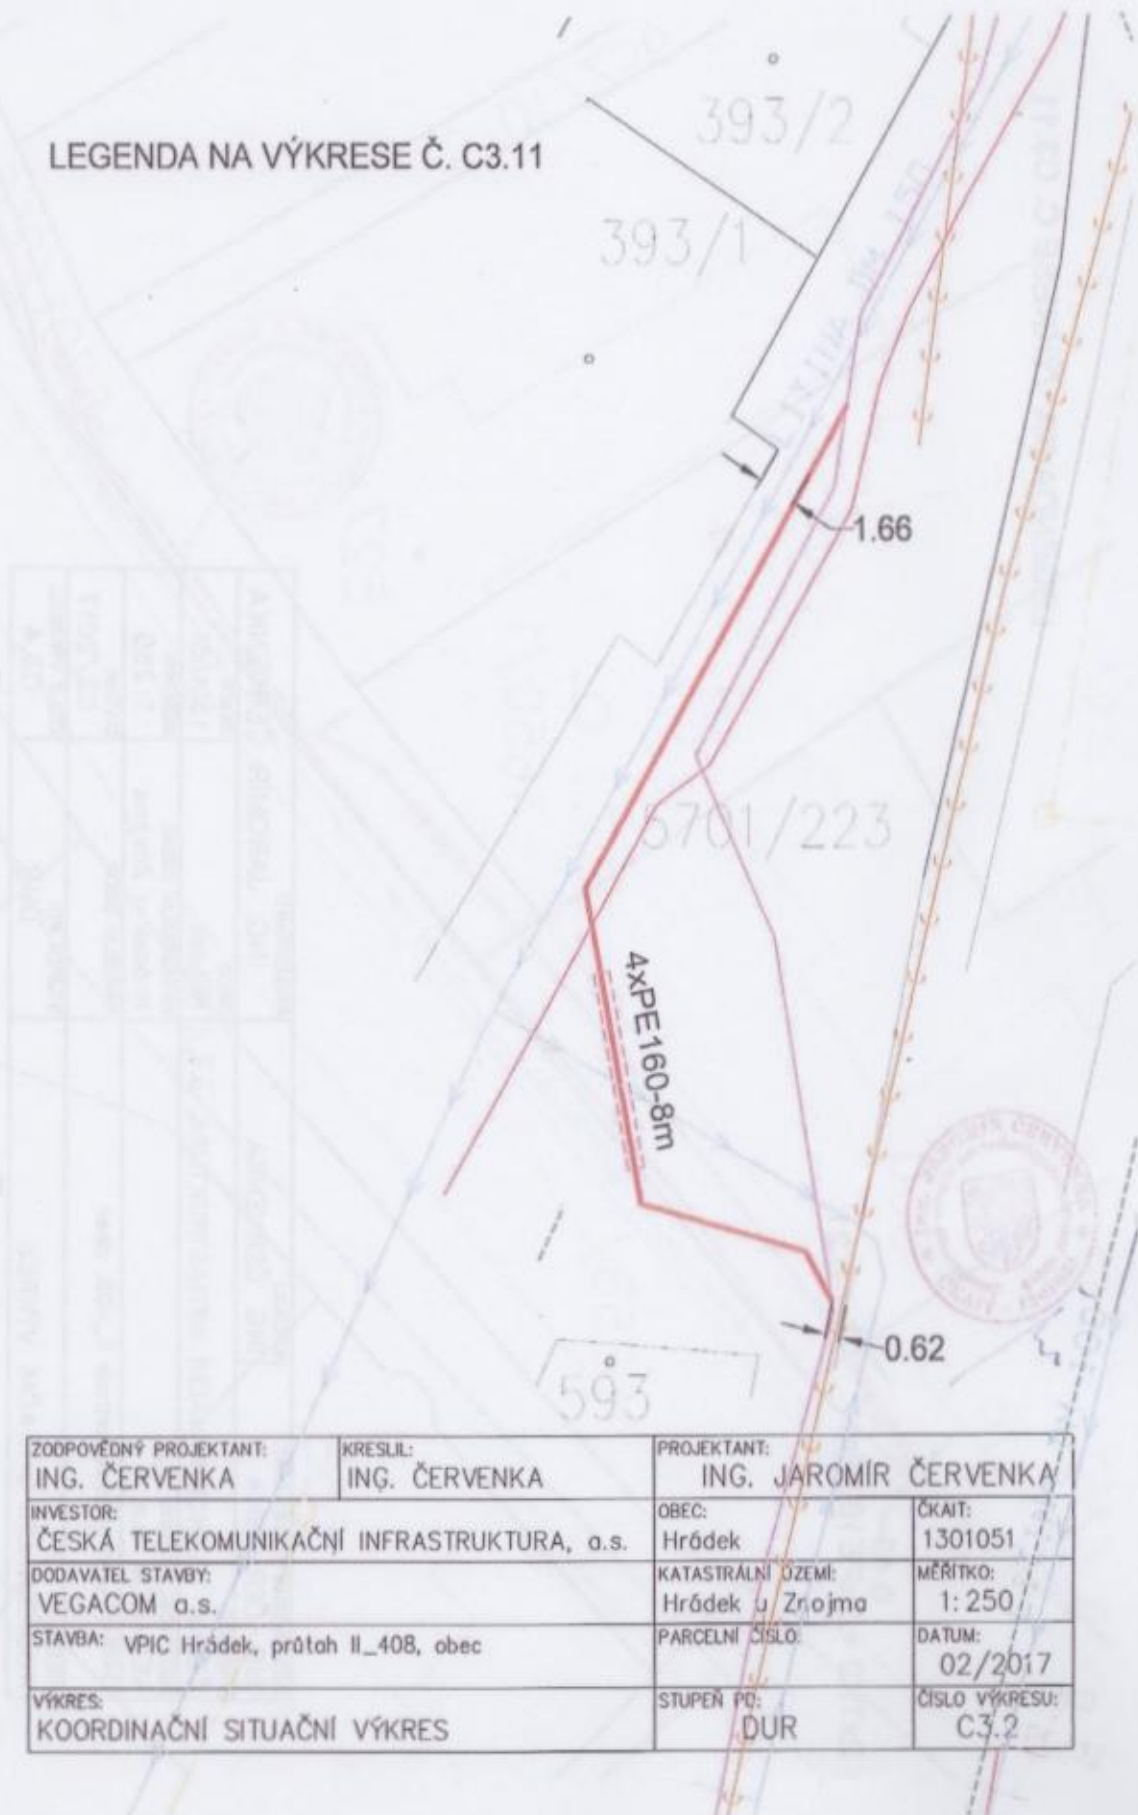 LEGENDA NA VÝKRESE Č. C3.11
393/2
393/1
1.66
5701/223
4xPE160-8m
0.62
593
ZODPOVĚDNÝ PROJEKTANT:
ING. ČERVENKA
KRESLIL:
ING. ČERVENKA
PROJEKTANT:
ING. JAROMÍR ČERVENKA
INVESTOR:
ČESKÁ TELEKOMUNIKAČNÍ INFRASTRUKTURA, a.s.
OBEC:
Hrádek
ČKAIT:
1301051
DODAVATEL STAVBY:
VEGACOM a.s.
KATASTRÁLNÍ ÚZEMÍ:
Hrádek u Znojma
MĚŘÍTKO:
1:250
STAVBA: VPIC Hrádek, průtah II_408, obec
PARCELNÍ ČÍSLO:
DATUM:
02/2017
VÝKRES:
KOORDINAČNÍ SITUAČNÍ VÝKRES
STUPEŇ PD:
DUR
ČÍSLO VÝKRESU:
C3.2